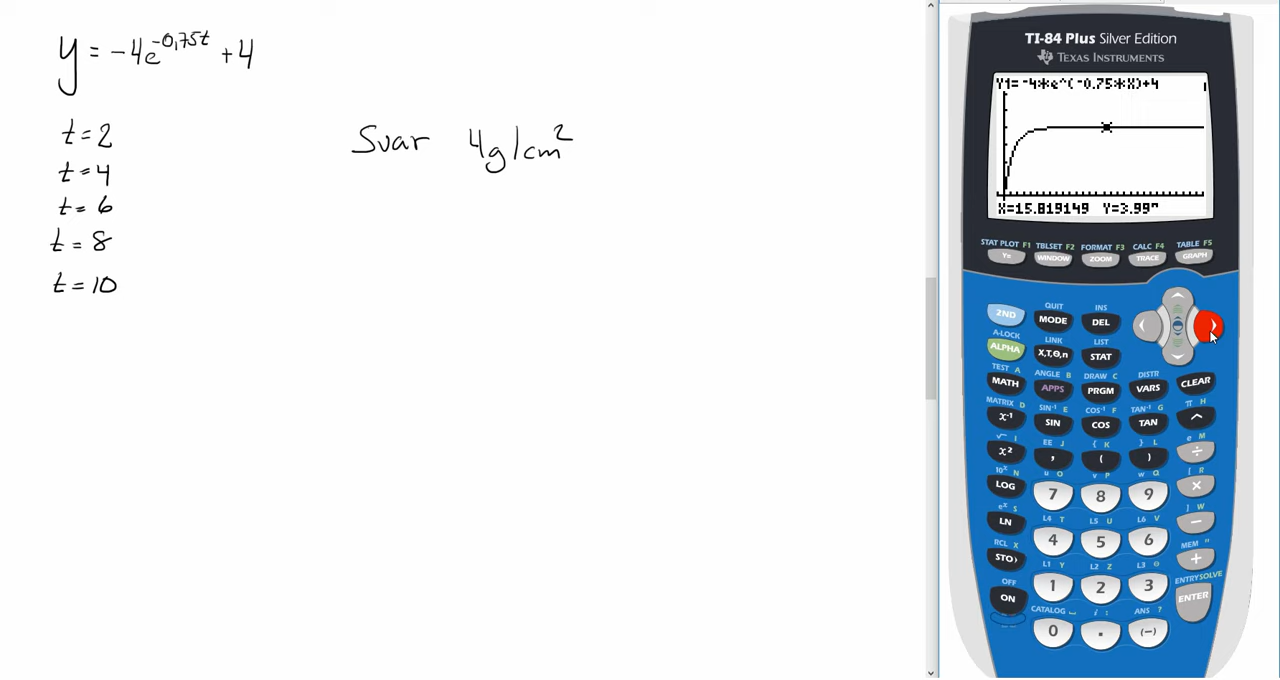 y = -4e^{-0,75t} + 4
t = 2
t = 4
t = 6
t = 8
t = 10
Svar 4g/cm²
TI-84 Plus Silver Edition
TEXAS INSTRUMENTS
Y1=-4*e^(-0.75*X)+4
X=15.819149 Y=3.99
STAT PLOT F1 TBLSET F2 FORMAT F3 CALC F4 TABLE F5
Y= WINDOW ZOOM TRACE GRAPH
QUIT INS
2ND MODE DEL
A-LOCK LINK LIST
ALPHA X,T,Θ,n STAT
TEST A ANGLE B DRAW C DISTR
MATH APPS PRGM VARS CLEAR
MATRIX D SIN⁻¹ E COS⁻¹ F TAN⁻¹ G π H
x⁻¹ SIN COS TAN ^
√ I EE J { K } L e M
x² , ( ) ÷
10ˣ N u O v P w Q [ R
LOG 7 8 9 ×
eˣ S L4 T L5 U L6 V ] W
LN 4 5 6 −
RCL X L1 Y L2 Z L3 Θ MEM "
STO› 1 2 3 +
OFF CATALOG ⎵ i : ANS ? ENTRY SOLVE
ON 0 . (−) ENTER